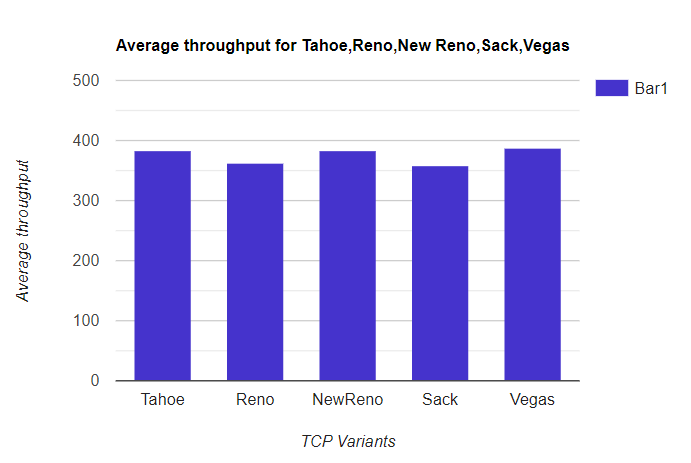 Average throughput for Tahoe,Reno,New Reno,Sack,Vegas
500
400
300
200
100
0
Average throughput
Bar1
Tahoe Reno NewReno Sack Vegas
TCP Variants